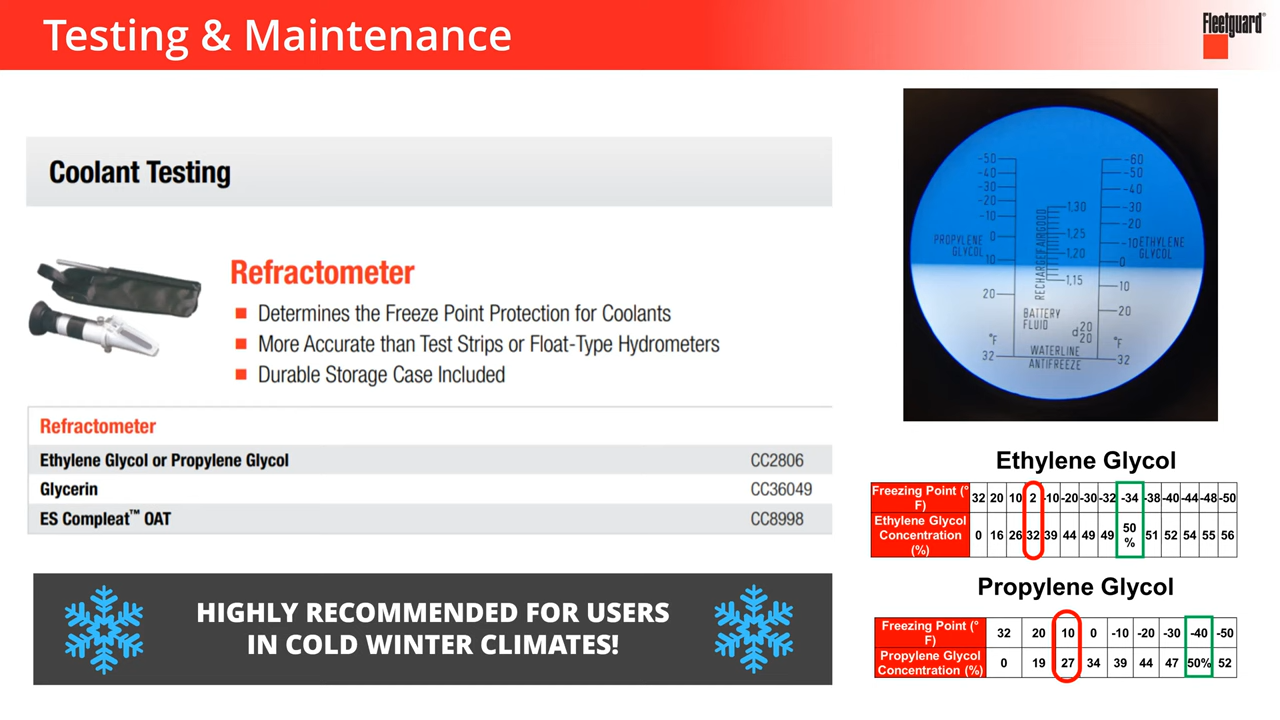 Testing & Maintenance
Fleetguard®
Coolant Testing
Refractometer
Determines the Freeze Point Protection for Coolants
More Accurate than Test Strips or Float-Type Hydrometers
Durable Storage Case Included
Refractometer
Ethylene Glycol or Propylene Glycol CC2806
Glycerin CC36049
ES Compleat™ OAT CC8998
HIGHLY RECOMMENDED FOR USERS
IN COLD WINTER CLIMATES!
-50 -60
-40 -50
-30 -40
-20 1,30 -30
-10 -20
PROPYLENE GLYCOL 0 1,25 -10 ETHYLENE GLYCOL
10 1,20 0
RECHARGE FAIR GOOD
1,15 10
20 20
BATTERY
FLUID d20
20
°F °F
32 WATERLINE 32
ANTIFREEZE
Ethylene Glycol
Freezing Point (° F) 32 20 10 2 -10 -20 -30 -32 -34 -38 -40 -44 -48 -50
Ethylene Glycol Concentration (%) 0 16 26 32 39 44 49 49 50 % 51 52 54 55 56
Propylene Glycol
Freezing Point (° F) 32 20 10 0 -10 -20 -30 -40 -50
Propylene Glycol Concentration (%) 0 19 27 34 39 44 47 50% 52